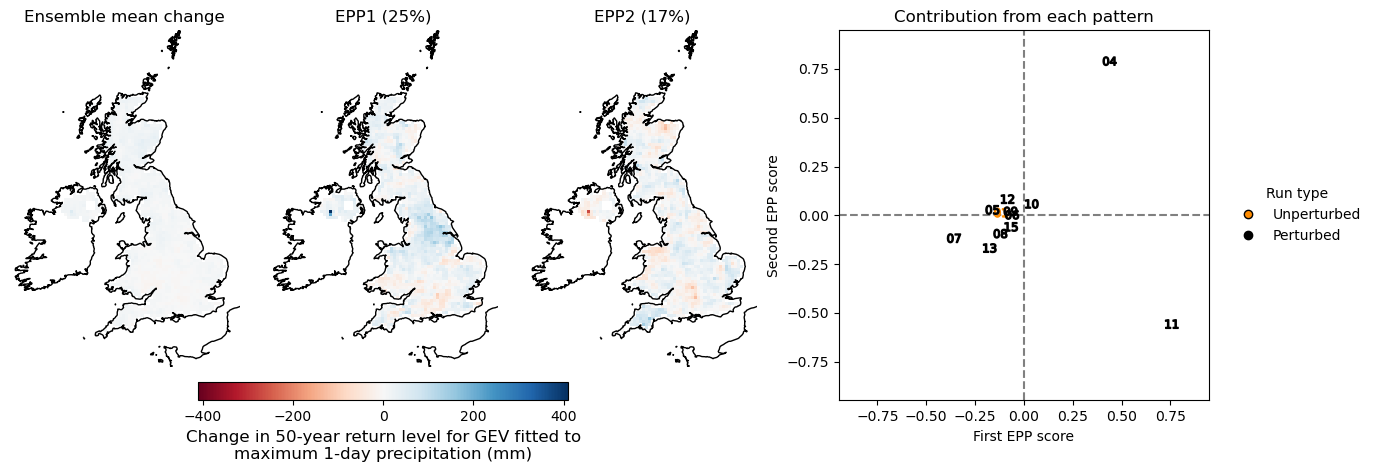 Ensemble mean change
EPP1 (25%)
EPP2 (17%)
Contribution from each pattern
Second EPP score
0.75
0.50
0.25
0.00
−0.25
−0.50
−0.75
04
12
10
05
09
06
15
08
07
13
11
−0.75
−0.50
−0.25
0.00
0.25
0.50
0.75
First EPP score
Run type
Unperturbed
Perturbed
−400
−200
0
200
400
Change in 50-year return level for GEV fitted to
maximum 1-day precipitation (mm)